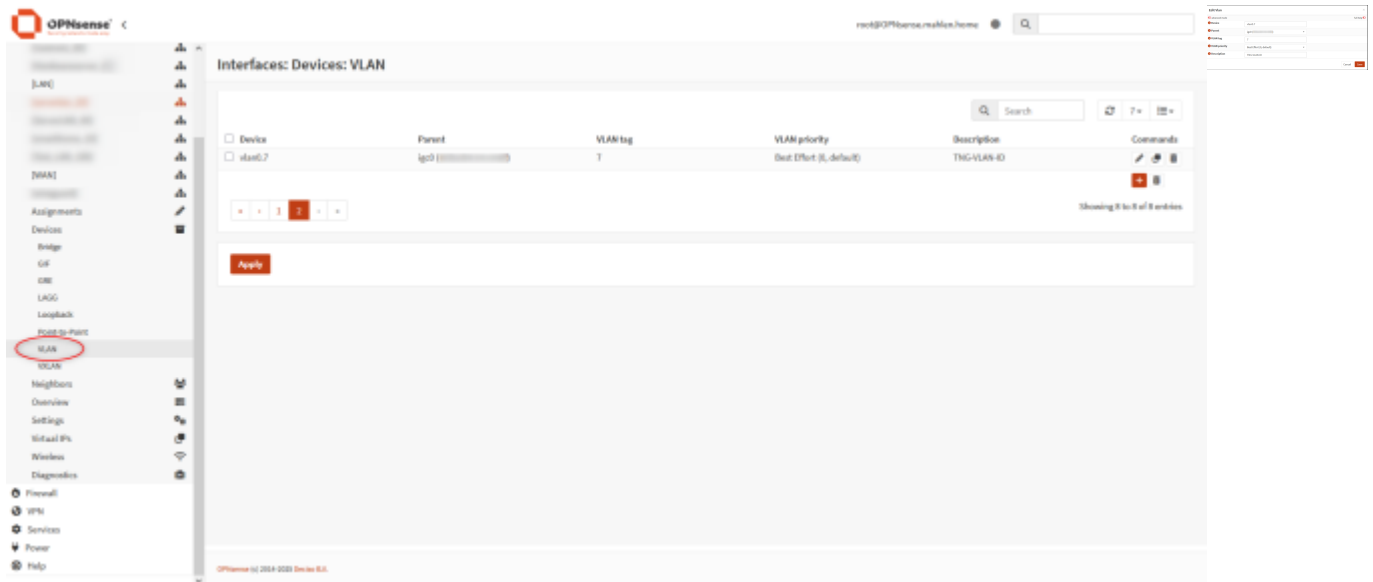 OPNsense
root@OPNsense.mahlen.home
Interfaces: Devices: VLAN
[LAN]
[WAN]
Assignments
Devices
Bridge
GIF
GRE
LAGG
Loopback
Point-to-Point
VLAN
VXLAN
Neighbors
Overview
Settings
Virtual IPs
Wireless
Diagnostics
Firewall
VPN
Services
Power
Help
Search
7
Device Parent VLAN tag VLAN priority Description Commands
vlan0.7 igc0 ( ) 7 Best Effort (0, default) TNG-VLAN-ID
« ‹ 1 2 › »
Showing 8 to 8 of 8 entries
Apply
OPNsense (c) 2014-2025 Deciso B.V.